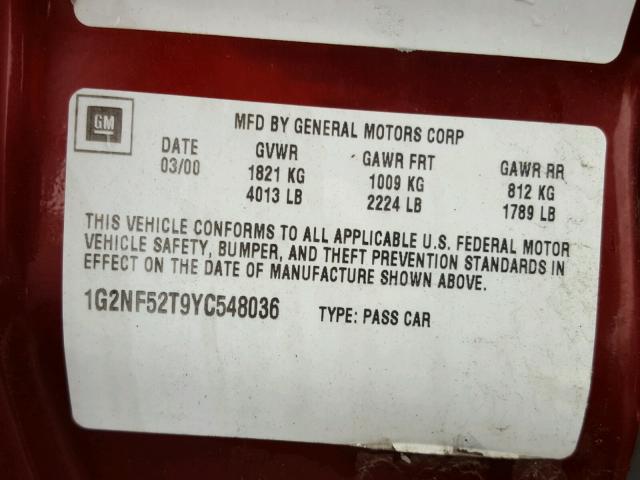 GM
MFD BY GENERAL MOTORS CORP
DATE GVWR GAWR FRT GAWR RR
03/00 1821 KG 1009 KG 812 KG
4013 LB 2224 LB 1789 LB
THIS VEHICLE CONFORMS TO ALL APPLICABLE U.S. FEDERAL MOTOR
VEHICLE SAFETY, BUMPER, AND THEFT PREVENTION STANDARDS IN
EFFECT ON THE DATE OF MANUFACTURE SHOWN ABOVE.
1G2NF52T9YC548036 TYPE: PASS CAR